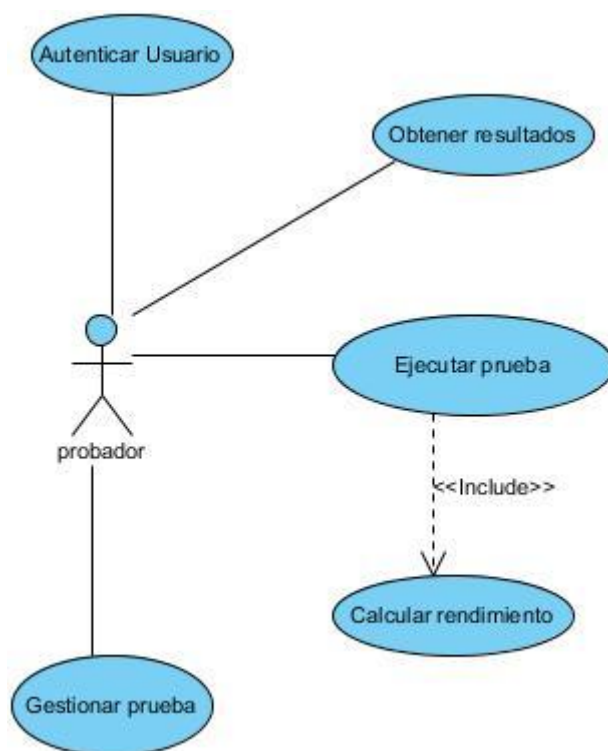 Autenticar Usuario
Obtener resultados
Ejecutar prueba
probador
<<Include>>
Calcular rendimiento
Gestionar prueba